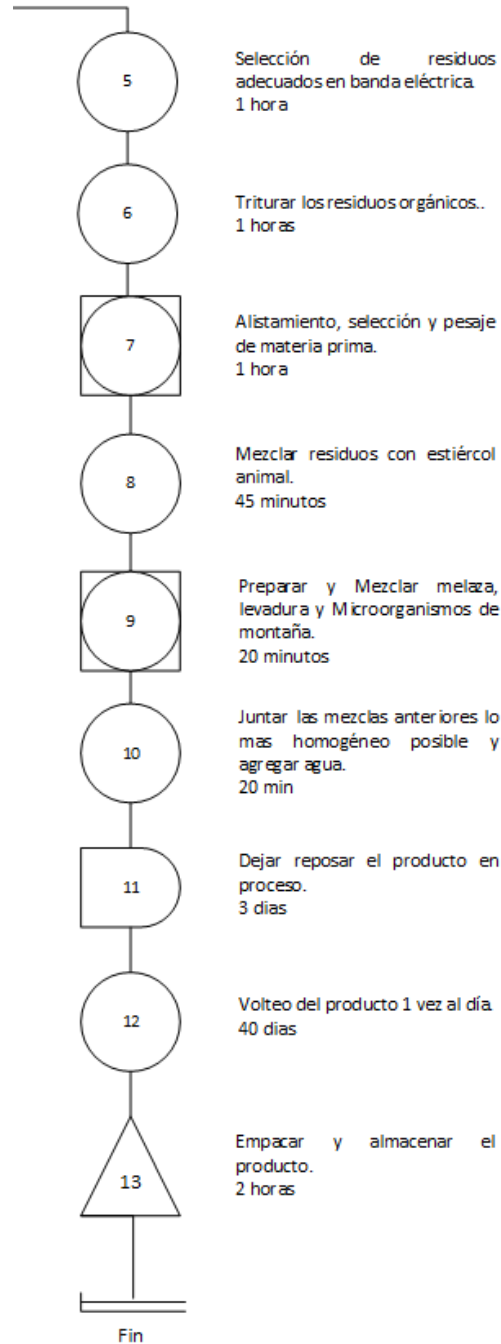 5
Selección de residuos
adecuados en banda eléctrica.
1 hora
6
Triturar los residuos orgánicos..
1 horas
7
Alistamiento, selección y pesaje
de materia prima.
1 hora
8
Mezclar residuos con estiércol
animal.
45 minutos
9
Preparar y Mezclar melaza,
levadura y Microorganismos de
montaña.
20 minutos
10
Juntar las mezclas anteriores lo
mas homogéneo posible y
agregar agua.
20 min
11
Dejar reposar el producto en
proceso.
3 dias
12
Volteo del producto 1 vez al día.
40 dias
13
Empacar y almacenar el
producto.
2 horas
Fin